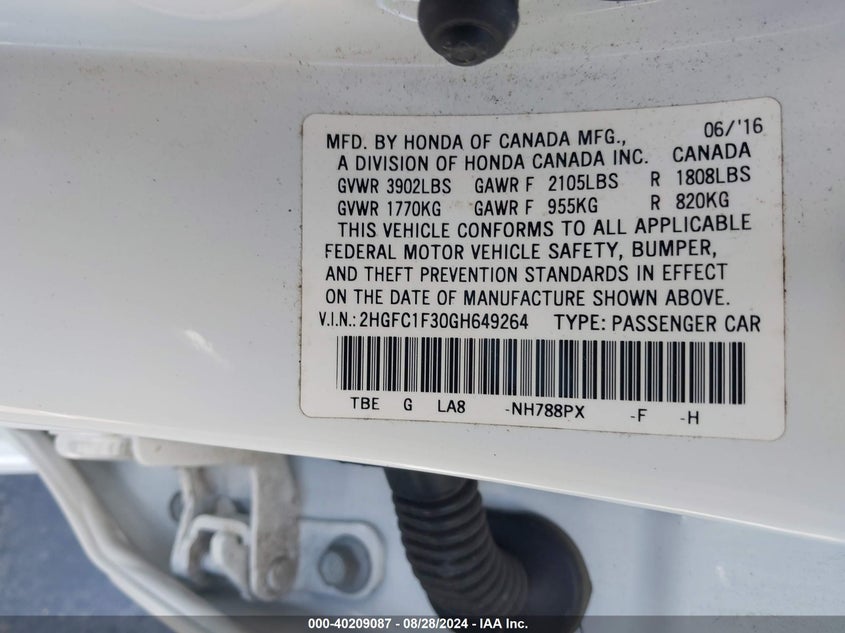 06/'16
MFD. BY HONDA OF CANADA MFG.,
A DIVISION OF HONDA CANADA INC. CANADA
GVWR 3902LBS GAWR F 2105LBS R 1808LBS
GVWR 1770KG GAWR F 955KG R 820KG
THIS VEHICLE CONFORMS TO ALL APPLICABLE
FEDERAL MOTOR VEHICLE SAFETY, BUMPER,
AND THEFT PREVENTION STANDARDS IN EFFECT
ON THE DATE OF MANUFACTURE SHOWN ABOVE.
V.I.N.: 2HGFC1F30GH649264 TYPE: PASSENGER CAR
TBE G LA8 -NH788PX -F -H
000-40209087 / 08/28/2024 - IAA Inc.